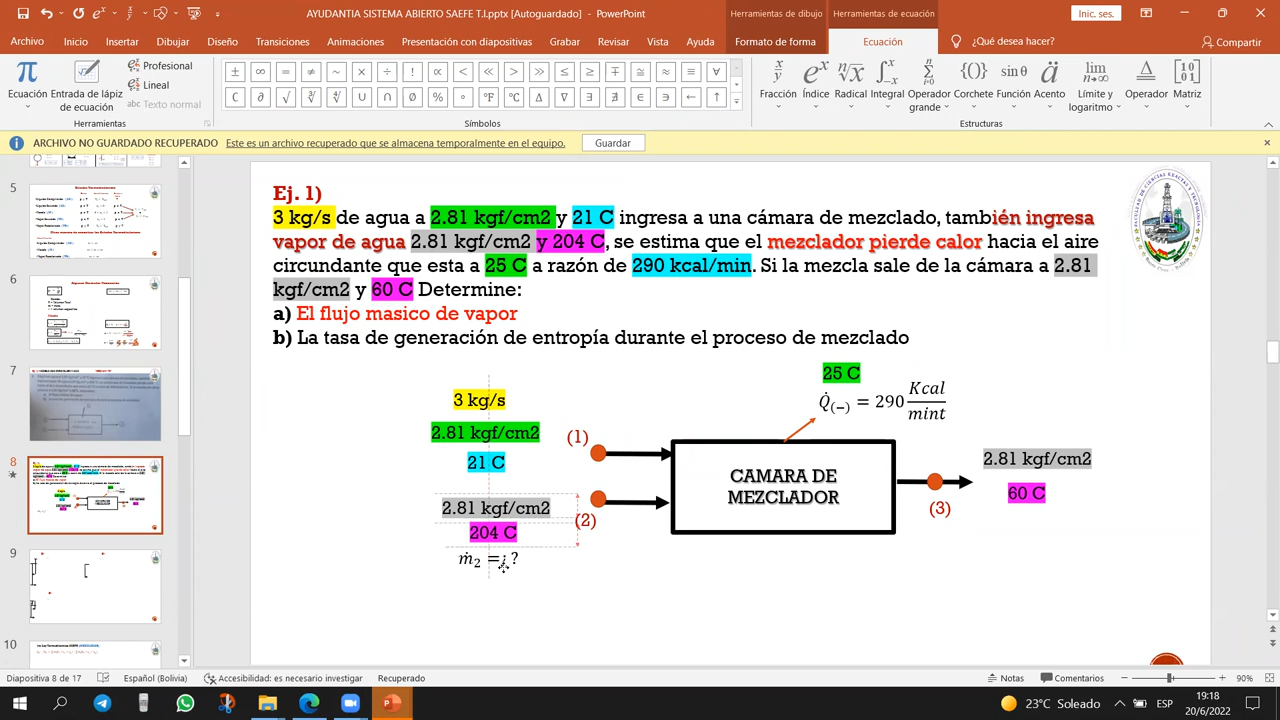 AYUDANTIA SISTEMA ABIERTO SAEFE T.I.pptx [Autoguardado] - PowerPoint
Herramientas de dibujo
Herramientas de ecuación
Inic. ses.
Archivo
Inicio
Insertar
Dibujar
Diseño
Transiciones
Animaciones
Presentación con diapositivas
Grabar
Revisar
Vista
Ayuda
Formato de forma
Ecuación
¿Qué desea hacer?
Compartir
π
Ecuación
Entrada de lápiz de ecuación
Profesional
Lineal
abc Texto normal
Herramientas
± ∞ = ≠ ~ × ÷ ! ∝ < ≪ > ≫ ≤ ≥ ∓ ≅ ≈ ≡ ∀
∁ ∂ √ ∛ ∜ ∪ ∩ ∅ % ° °F °C ∆ ∇ ∃ ∄ ∈ ∋ ← ↑
Símbolos
Fracción
Índice
Radical
Integral
Operador grande
Corchete
Función
Acento
Límite y logaritmo
Operador
Matriz
Estructuras
ARCHIVO NO GUARDADO RECUPERADO
Este es un archivo recuperado que se almacena temporalmente en el equipo.
Guardar
5
7
8
9
10
Ej. 1)
3 kg/s de agua a 2.81 kgf/cm2 y 21 C ingresa a una cámara de mezclado, también ingresa
vapor de agua 2.81 kgf/cm2 y 204 C, se estima que el mezclador pierde calor hacia el aire
circundante que esta a 25 C a razón de 290 kcal/min. Si la mezcla sale de la cámara a 2.81
kgf/cm2 y 60 C Determine:
a) El flujo masico de vapor
b) La tasa de generación de entropía durante el proceso de mezclado
25 C
Q̇(−) = 290 Kcal/mint
3 kg/s
2.81 kgf/cm2
21 C
(1)
2.81 kgf/cm2
204 C
(2)
ṁ2 =¿?
CAMARA DE
MEZCLADOR
2.81 kgf/cm2
60 C
(3)
Diapositiva 8 de 17
Español (Bolivia)
Accesibilidad: es necesario investigar
Recuperado
Notas
Comentarios
90%
23°C Soleado
ESP
19:18
20/6/2022